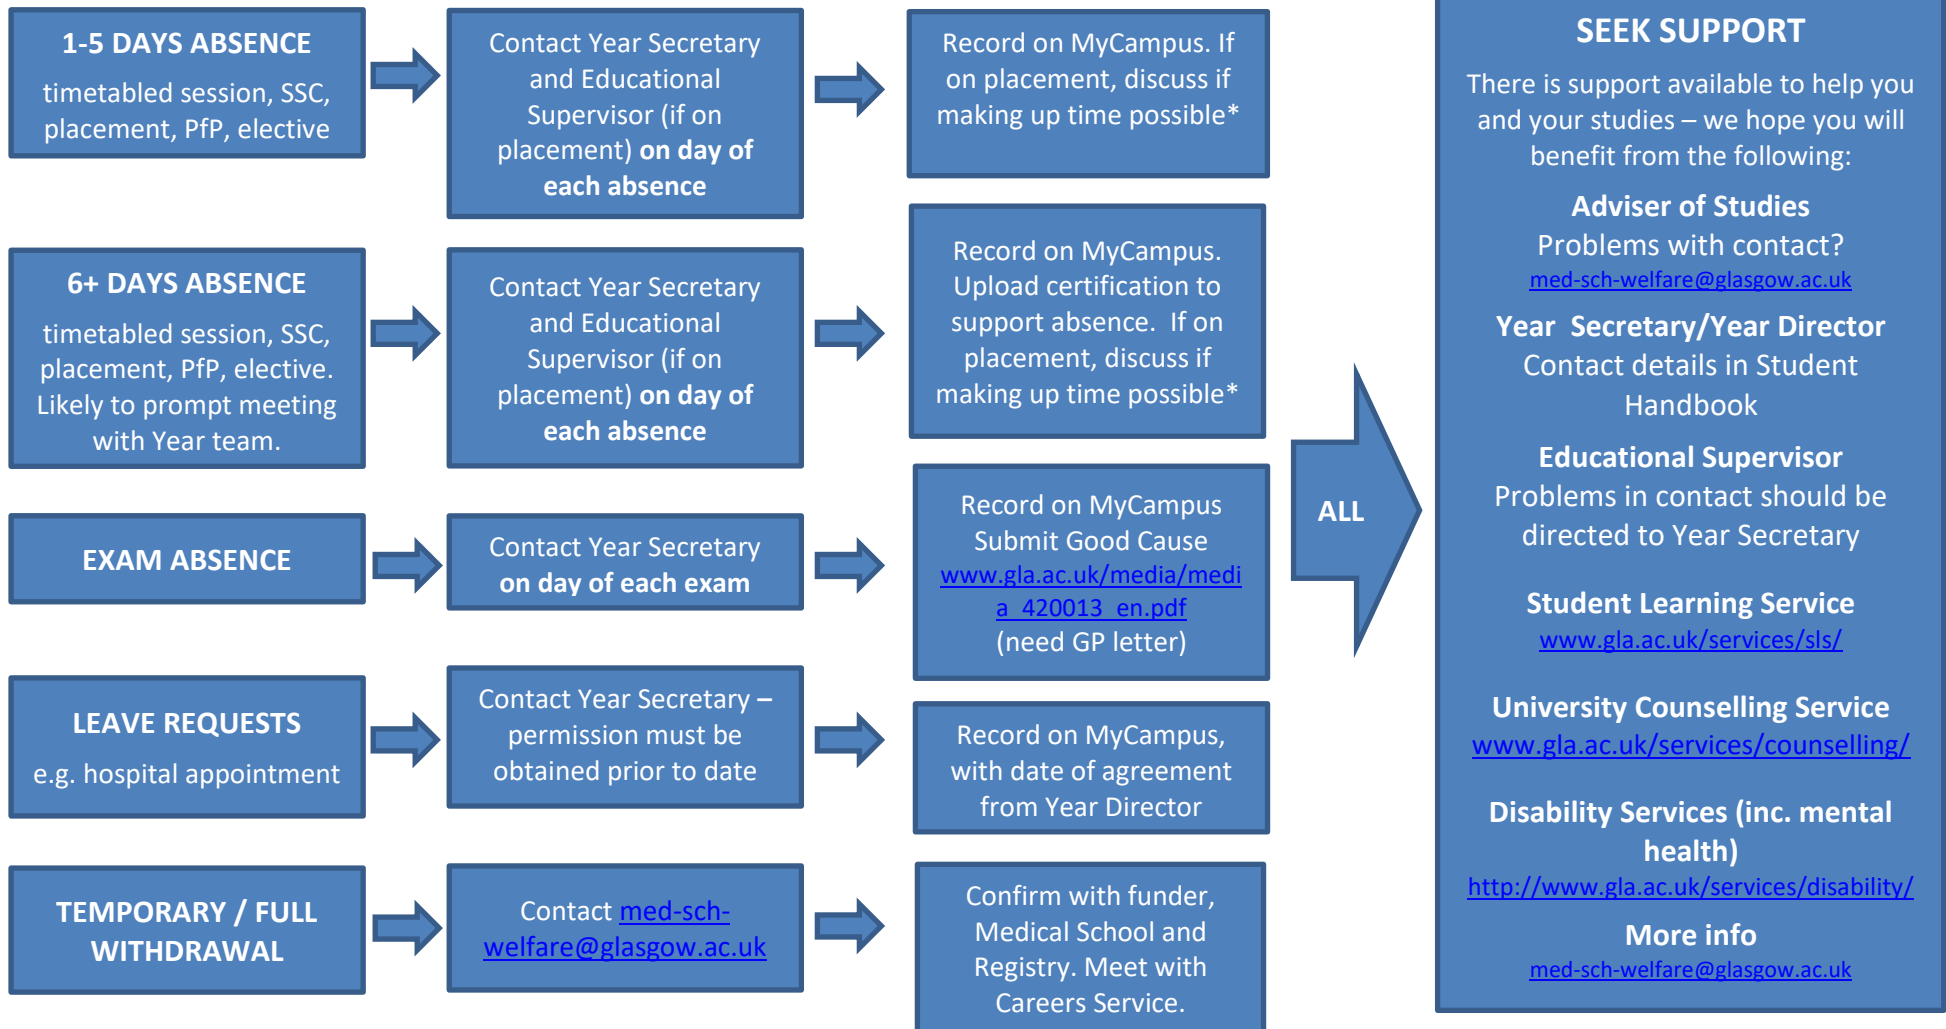 1-5 DAYS ABSENCE
timetabled session, SSC,
placement, PfP, elective
Contact Year Secretary
and Educational
Supervisor (if on
placement) on day of
each absence
Record on MyCampus. If
on placement, discuss if
making up time possible*
6+ DAYS ABSENCE
timetabled session, SSC,
placement, PfP, elective.
Likely to prompt meeting
with Year team.
Contact Year Secretary
and Educational
Supervisor (if on
placement) on day of
each absence
Record on MyCampus.
Upload certification to
support absence.  If on
placement, discuss if
making up time possible*
EXAM ABSENCE
Contact Year Secretary
on day of each exam
Record on MyCampus
Submit Good Cause
www.gla.ac.uk/media/medi
a_420013_en.pdf
(need GP letter)
LEAVE REQUESTS
e.g. hospital appointment
Contact Year Secretary –
permission must be
obtained prior to date
Record on MyCampus,
with date of agreement
from Year Director
TEMPORARY / FULL
WITHDRAWAL
Contact med-sch-
welfare@glasgow.ac.uk
Confirm with funder,
Medical School and
Registry. Meet with
Careers Service.
ALL
SEEK SUPPORT
There is support available to help you
and your studies – we hope you will
benefit from the following:
Adviser of Studies
Problems with contact?
med-sch-welfare@glasgow.ac.uk
Year  Secretary/Year Director
Contact details in Student
Handbook
Educational Supervisor
Problems in contact should be
directed to Year Secretary
Student Learning Service
www.gla.ac.uk/services/sls/
University Counselling Service
www.gla.ac.uk/services/counselling/
Disability Services (inc. mental
health)
http://www.gla.ac.uk/services/disability/
More info
med-sch-welfare@glasgow.ac.uk